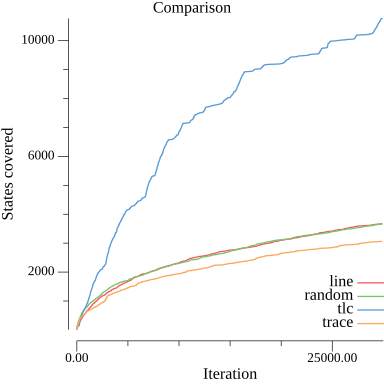 Comparison
10000
6000
2000
States covered
line
random
tlc
trace
0.00
25000.00
Iteration